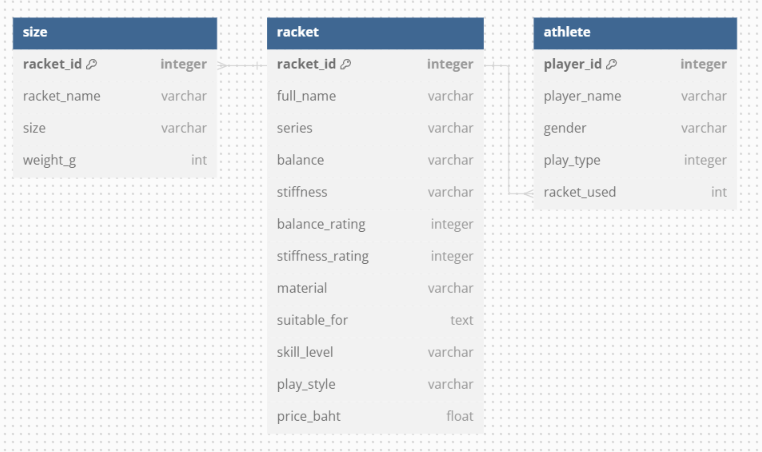 size
racket_id integer
racket_name varchar
size varchar
weight_g int
racket
racket_id integer
full_name varchar
series varchar
balance varchar
stiffness varchar
balance_rating integer
stiffness_rating integer
material varchar
suitable_for text
skill_level varchar
play_style varchar
price_baht float
athlete
player_id integer
player_name varchar
gender varchar
play_type integer
racket_used int